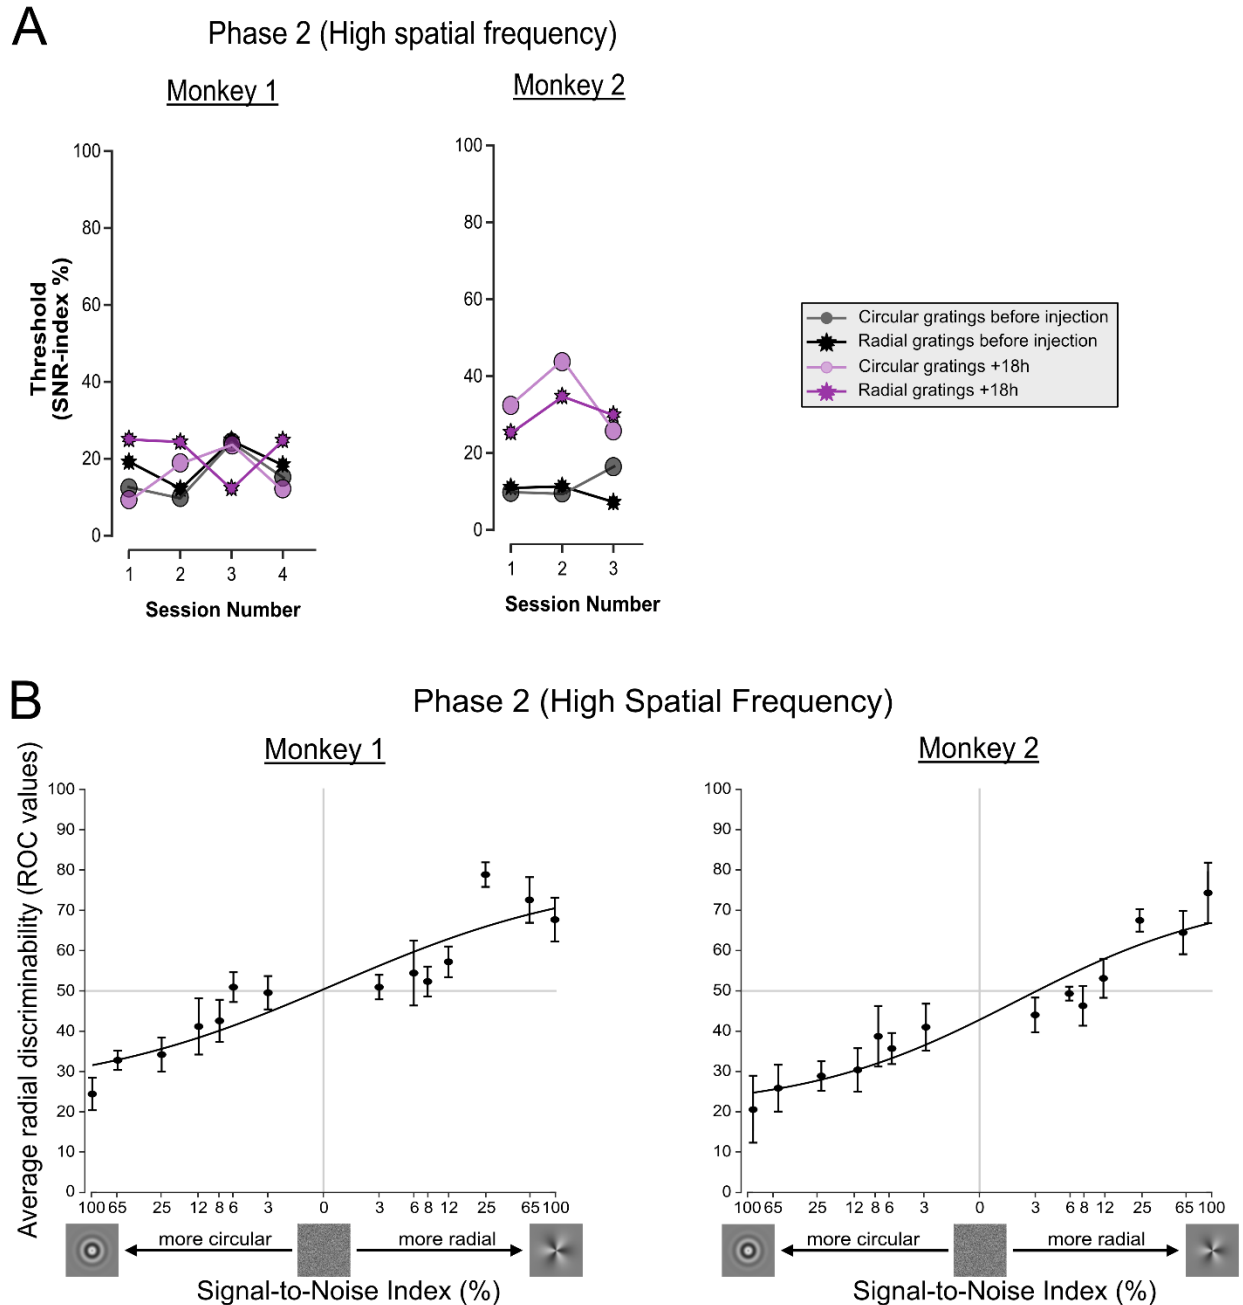 A
Phase 2 (High spatial frequency)
Monkey 1
Monkey 2
Threshold
(SNR-index %)
100
80
60
40
20
0
1 2 3 4
Session Number
100
80
60
40
20
0
1 2 3
Session Number
Circular gratings before injection
Radial gratings before injection
Circular gratings +18h
Radial gratings +18h
B
Phase 2 (High Spatial Frequency)
Monkey 1
Monkey 2
Average radial discriminability (ROC values)
100
90
80
70
60
50
40
30
20
10
0
100 65 25 12 8 6 3 0 3 6 8 12 25 65 100
more circular
more radial
Signal-to-Noise Index (%)
100
90
80
70
60
50
40
30
20
10
0
100 65 25 12 8 6 3 0 3 6 8 12 25 65 100
more circular
more radial
Signal-to-Noise Index (%)